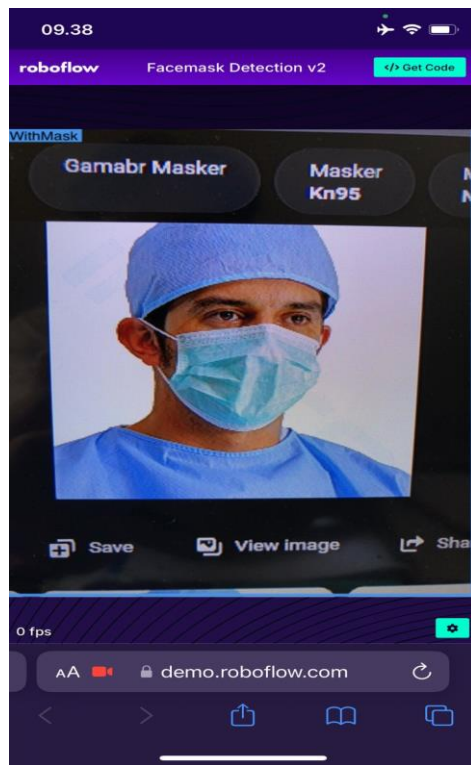 09.38
roboflow Facemask Detection v2 </> Get Code
WithMask
Gamabr Masker Masker
Kn95
Save View image Sha
0 fps
AA demo.roboflow.com